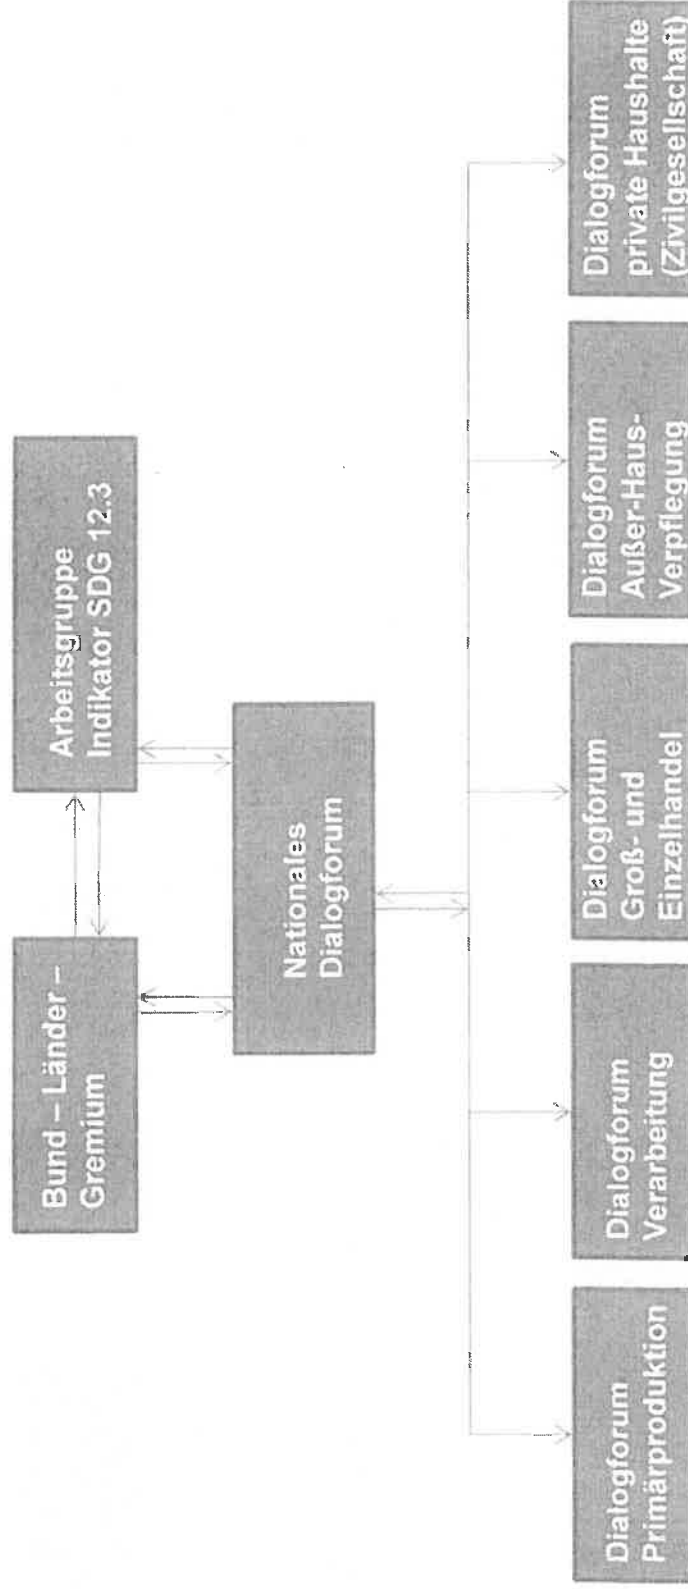 Bund – Länder –
Gremium
Arbeitsgruppe
Indikator SDG 12.3
Nationales
Dialogforum
Dialogforum
Primärproduktion
Dialogforum
Verarbeitung
Dialogforum
Groß- und
Einzelhandel
Dialogforum
Außer-Haus-
Verpflegung
Dialogforum
private Haushalte
(Zivilgesellschaft)